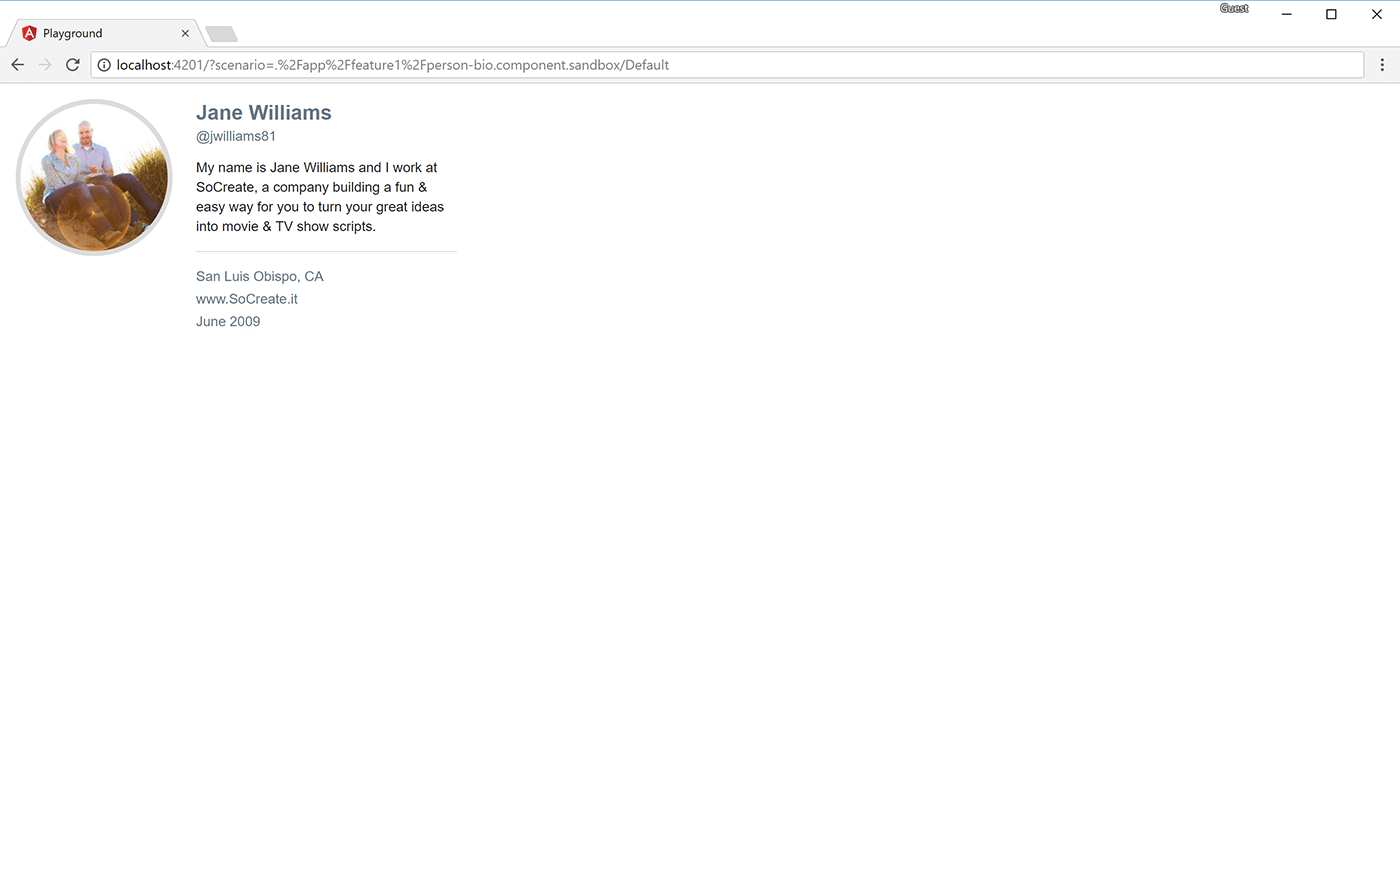 Guest
Playground
localhost:4201/?scenario=.%2Fapp%2Ffeature1%2Fperson-bio.component.sandbox/Default
Jane Williams
@jwilliams81
My name is Jane Williams and I work at
SoCreate, a company building a fun &
easy way for you to turn your great ideas
into movie & TV show scripts.
San Luis Obispo, CA
www.SoCreate.it
June 2009